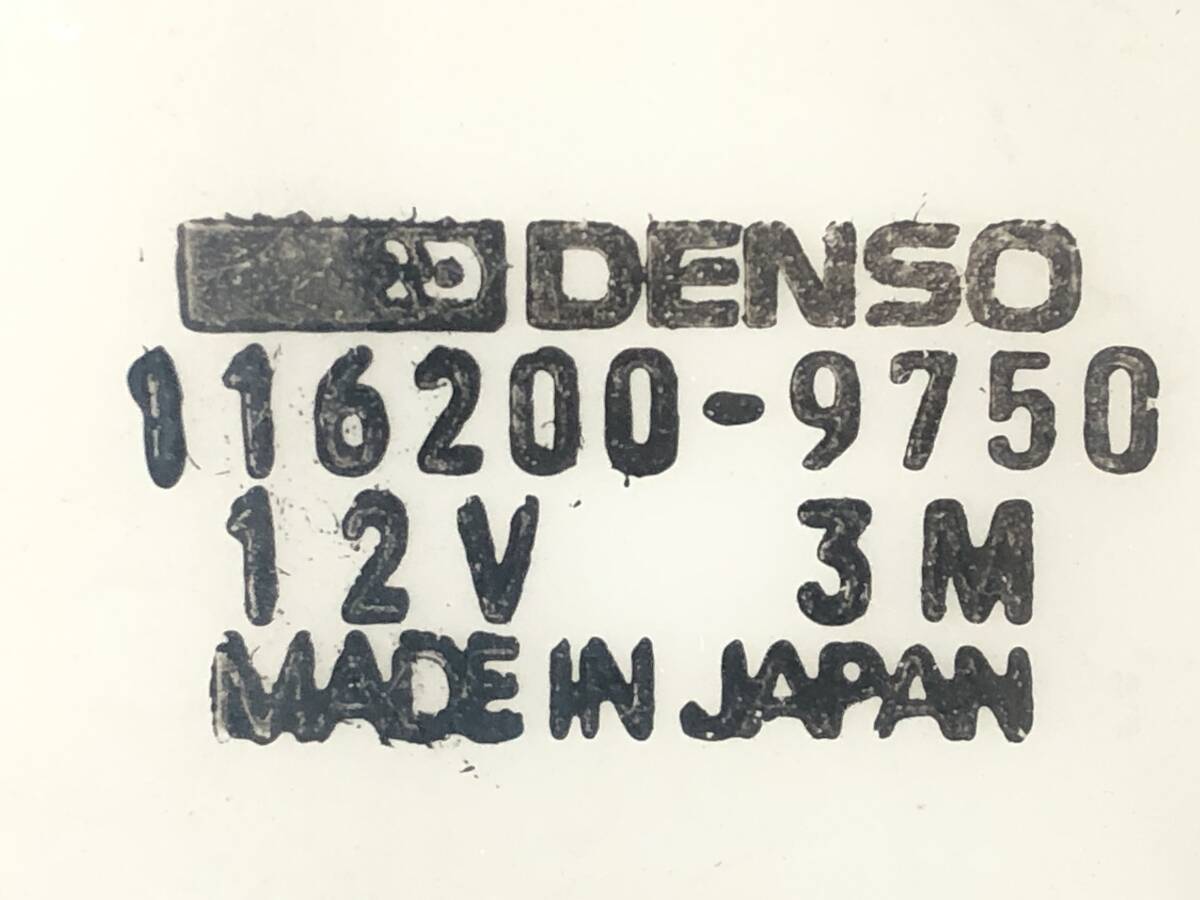 DENSO
116200-9750
12V 3M
MADE IN JAPAN